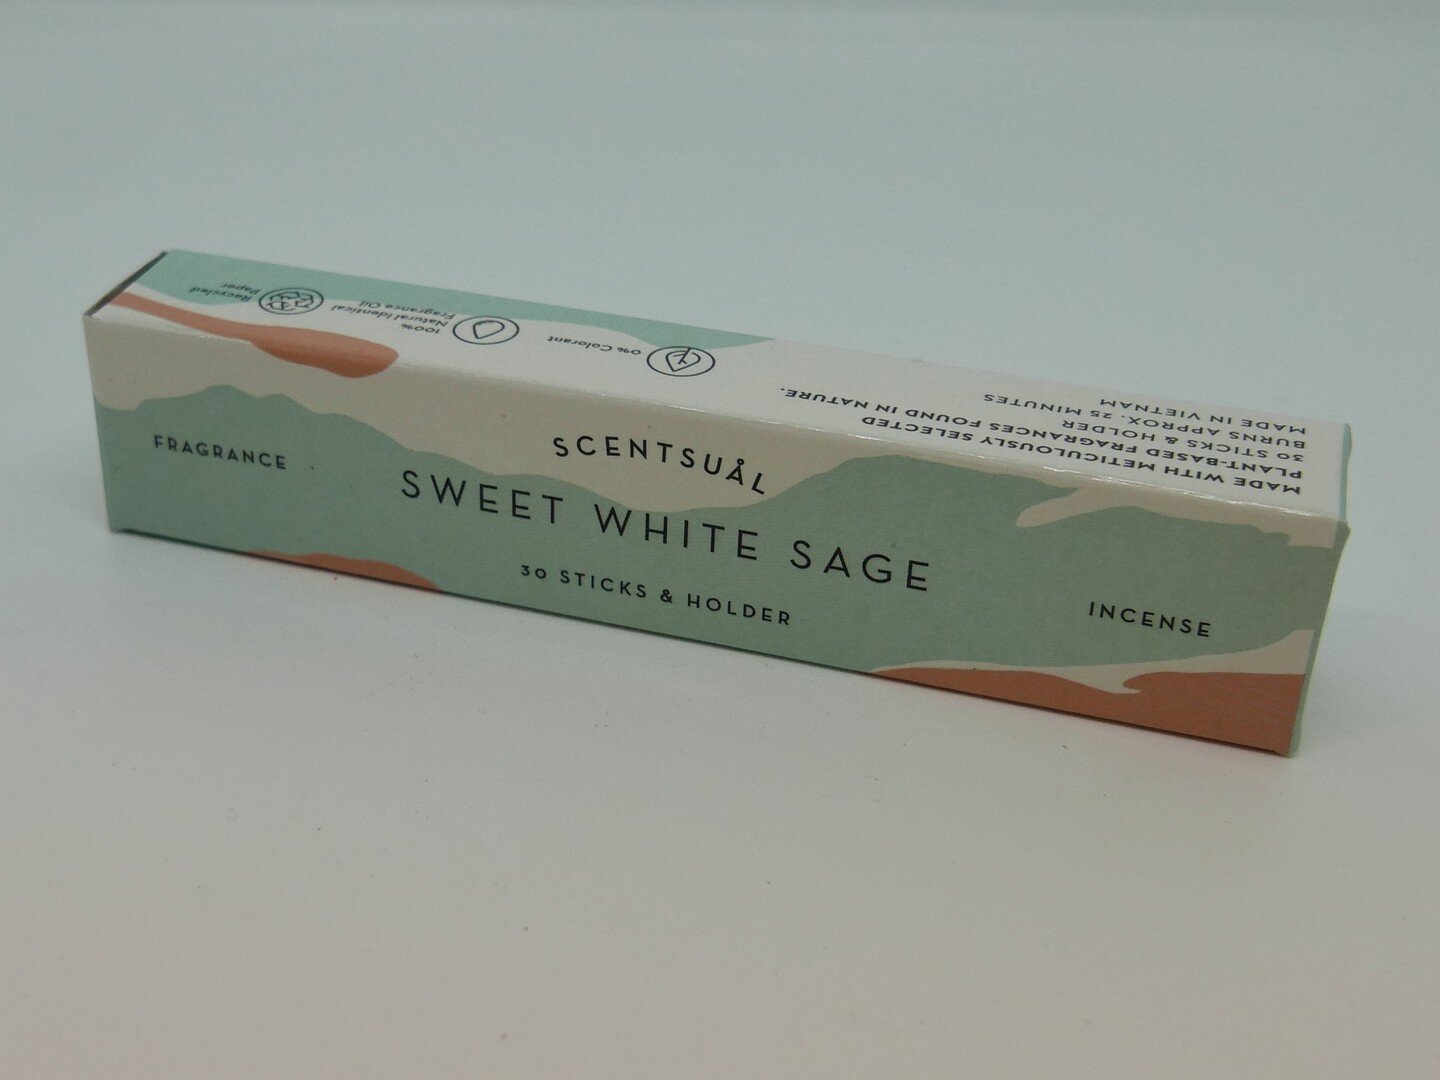 SCENTSUÅL
FRAGRANCE
SWEET WHITE SAGE
30 STICKS & HOLDER
INCENSE
MADE WITH METICULOUSLY SELECTED
PLANT-BASED FRAGRANCES FOUND IN NATURE.
30 STICKS & HOLDER
BURNS APPROX. 25 MINUTES
MADE IN VIETNAM
0% Colorant
100%
Natural Identical
Fragrance Oil
Recycled
Paper